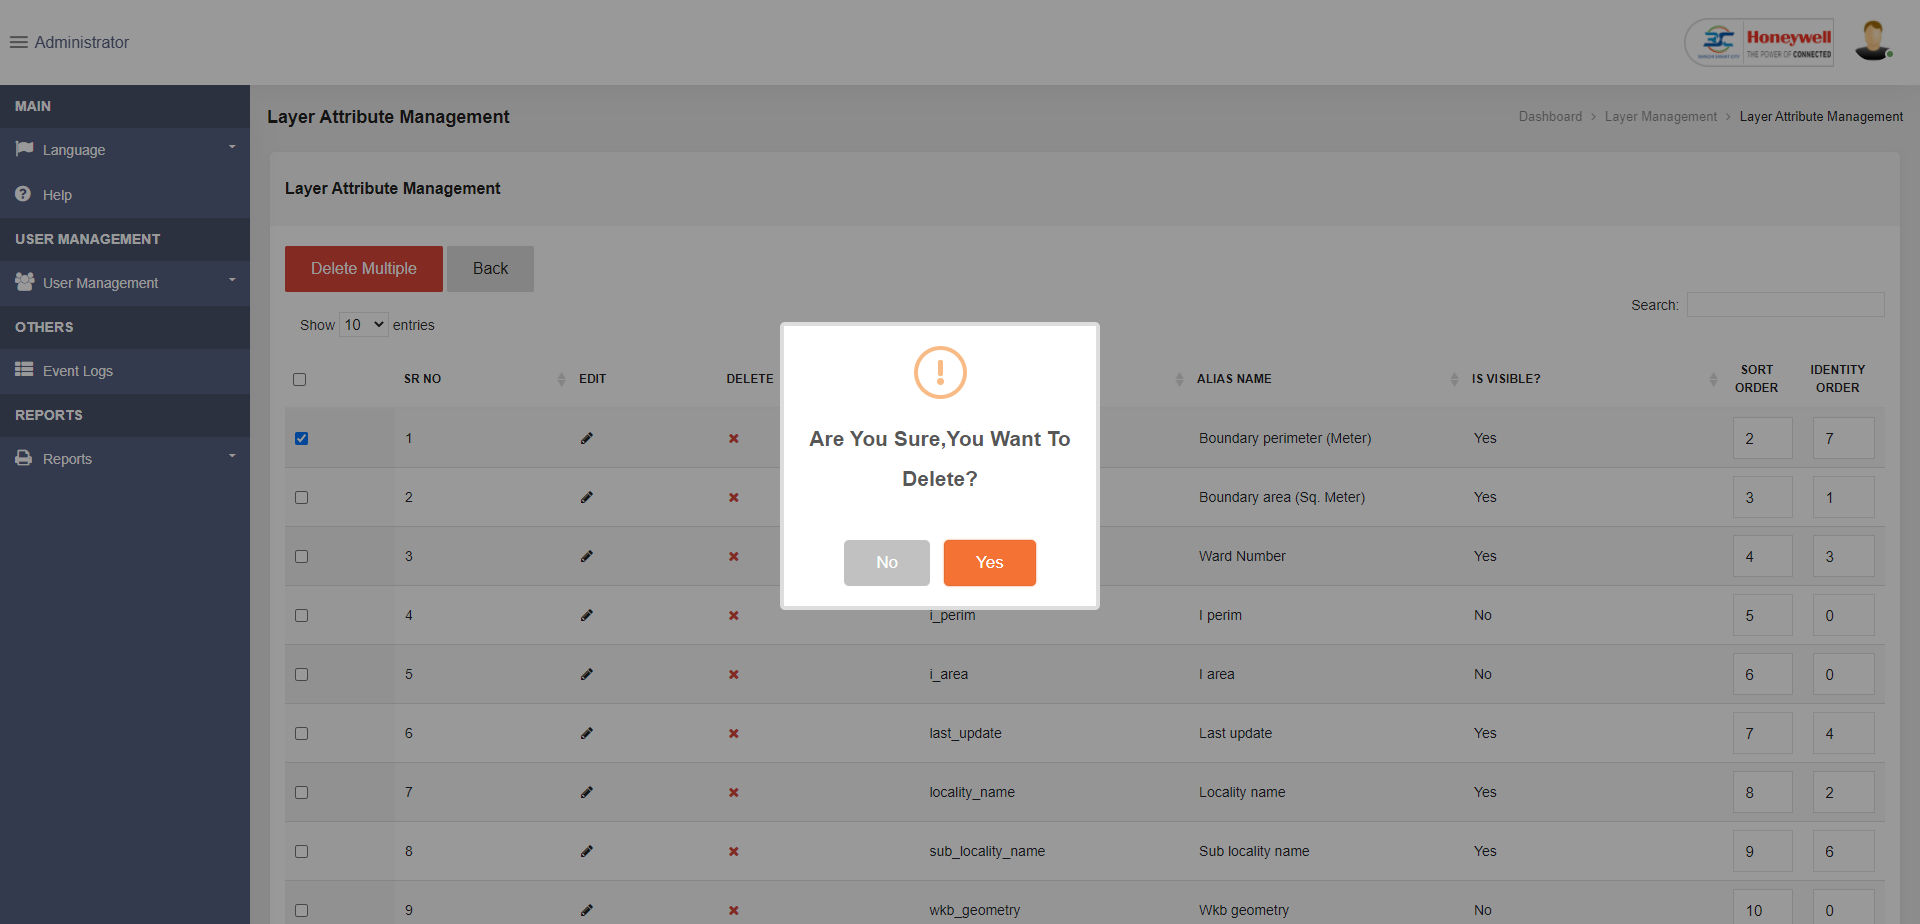 Administrator
Honeywell
THE POWER OF CONNECTED
MAIN
Language
Help
USER MANAGEMENT
User Management
OTHERS
Event Logs
REPORTS
Reports
Layer Attribute Management
Dashboard > Layer Management > Layer Attribute Management
Layer Attribute Management
Delete Multiple Back
Show 10 entries
Search:
SR NO EDIT DELETE ALIAS NAME IS VISIBLE? SORT ORDER IDENTITY ORDER
1 Boundary perimeter (Meter) Yes 2 7
2 Boundary area (Sq. Meter) Yes 3 1
3 Ward Number Yes 4 3
4 i_perim I perim No 5 0
5 i_area I area No 6 0
6 last_update Last update Yes 7 4
7 locality_name Locality name Yes 8 2
8 sub_locality_name Sub locality name Yes 9 6
9 wkb_geometry Wkb geometry No 10 0
Are You Sure,You Want To
Delete?
No Yes